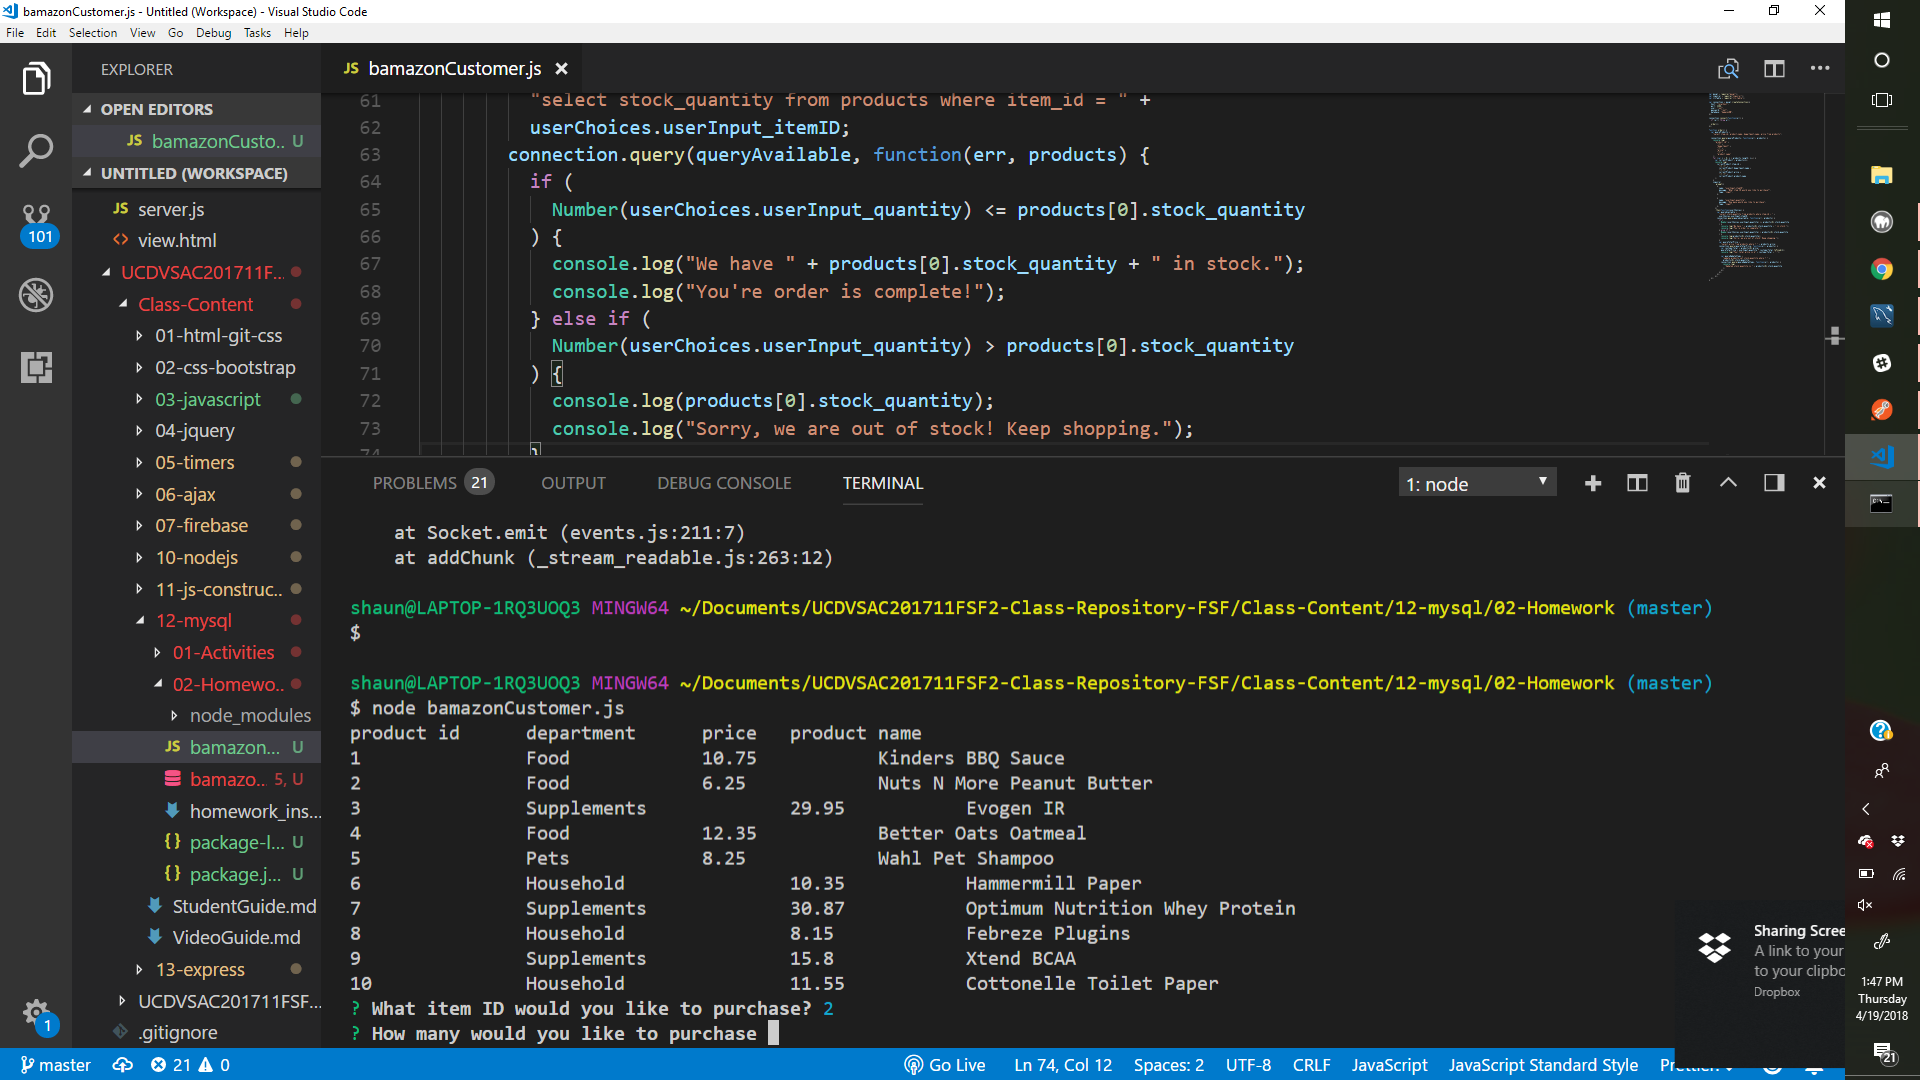 bamazonCustomer.js - Untitled (Workspace) - Visual Studio Code
File Edit Selection View Go Debug Tasks Help
EXPLORER
OPEN EDITORS
JS bamazonCusto.. U
UNTITLED (WORKSPACE)
JS server.js
<> view.html
UCDVSAC201711F...
Class-Content
01-html-git-css
02-css-bootstrap
03-javascript
04-jquery
05-timers
06-ajax
07-firebase
10-nodejs
11-js-construc..
12-mysql
01-Activities
02-Homewo..
node_modules
JS bamazon... U
bamazo.. 5, U
homework_ins...
{} package-l... U
{} package.j... U
StudentGuide.md
VideoGuide.md
13-express
UCDVSAC201711FSF...
.gitignore
101
1
JS bamazonCustomer.js
61 "select stock_quantity from products where item_id = " +
62 userChoices.userInput_itemID;
63 connection.query(queryAvailable, function(err, products) {
64 if (
65 Number(userChoices.userInput_quantity) <= products[0].stock_quantity
66 ) {
67 console.log("We have " + products[0].stock_quantity + " in stock.");
68 console.log("You're order is complete!");
69 } else if (
70 Number(userChoices.userInput_quantity) > products[0].stock_quantity
71 ) {
72 console.log(products[0].stock_quantity);
73 console.log("Sorry, we are out of stock! Keep shopping.");
74 }
PROBLEMS 21 OUTPUT DEBUG CONSOLE TERMINAL 1: node
at Socket.emit (events.js:211:7)
at addChunk (_stream_readable.js:263:12)
shaun@LAPTOP-1RQ3UOQ3 MINGW64 ~/Documents/UCDVSAC201711FSF2-Class-Repository-FSF/Class-Content/12-mysql/02-Homework (master)
$
shaun@LAPTOP-1RQ3UOQ3 MINGW64 ~/Documents/UCDVSAC201711FSF2-Class-Repository-FSF/Class-Content/12-mysql/02-Homework (master)
$ node bamazonCustomer.js
product id department price product name
1 Food 10.75 Kinders BBQ Sauce
2 Food 6.25 Nuts N More Peanut Butter
3 Supplements 29.95 Evogen IR
4 Food 12.35 Better Oats Oatmeal
5 Pets 8.25 Wahl Pet Shampoo
6 Household 10.35 Hammermill Paper
7 Supplements 30.87 Optimum Nutrition Whey Protein
8 Household 8.15 Febreze Plugins
9 Supplements 15.8 Xtend BCAA
10 Household 11.55 Cottonelle Toilet Paper
? What item ID would you like to purchase? 2
? How many would you like to purchase
master 21 0 Go Live Ln 74, Col 12 Spaces: 2 UTF-8 CRLF JavaScript JavaScript Standard Style
Sharing Scree
A link to your
to your clipbo
Dropbox
1:47 PM
Thursday
4/19/2018
21